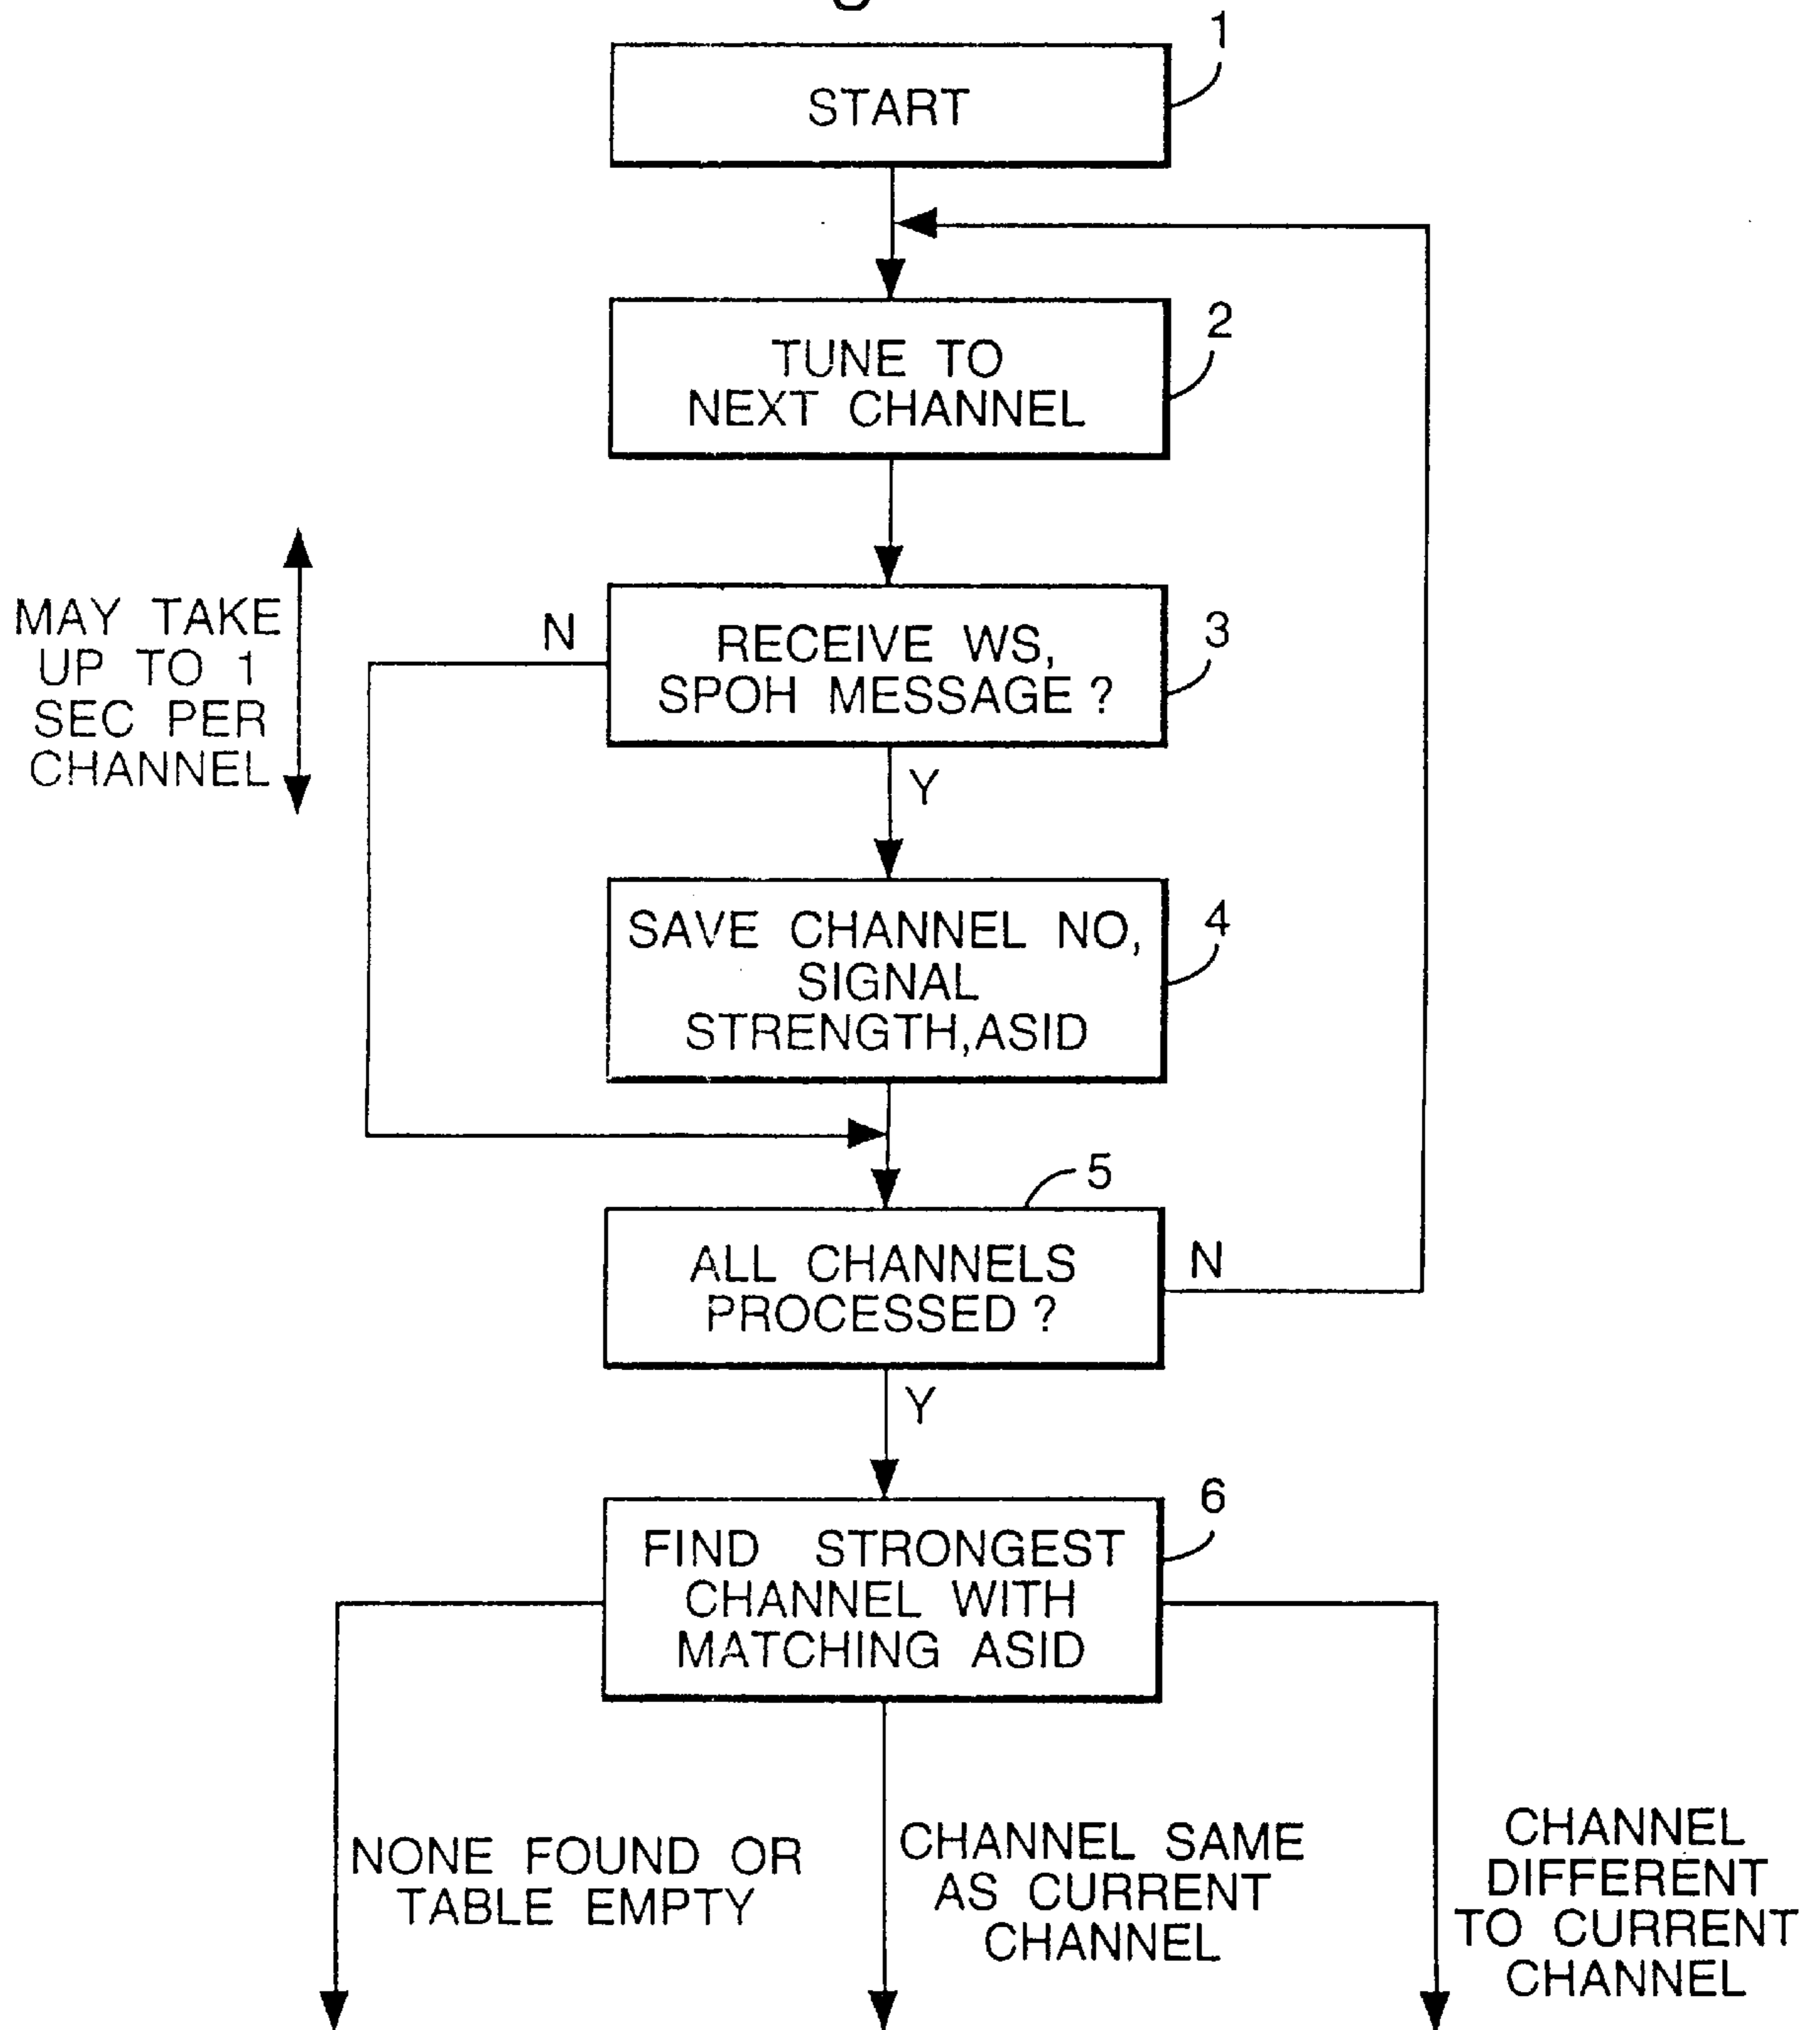 1
START
2
TUNE TO
NEXT CHANNEL
MAY TAKE
UP TO 1
SEC PER
CHANNEL
N
3
RECEIVE WS,
SPOH MESSAGE ?
Y
4
SAVE CHANNEL NO,
SIGNAL
STRENGTH,ASID
5
ALL CHANNELS
PROCESSED ?
N
Y
6
FIND STRONGEST
CHANNEL WITH
MATCHING ASID
NONE FOUND OR
TABLE EMPTY
CHANNEL SAME
AS CURRENT
CHANNEL
CHANNEL
DIFFERENT
TO CURRENT
CHANNEL